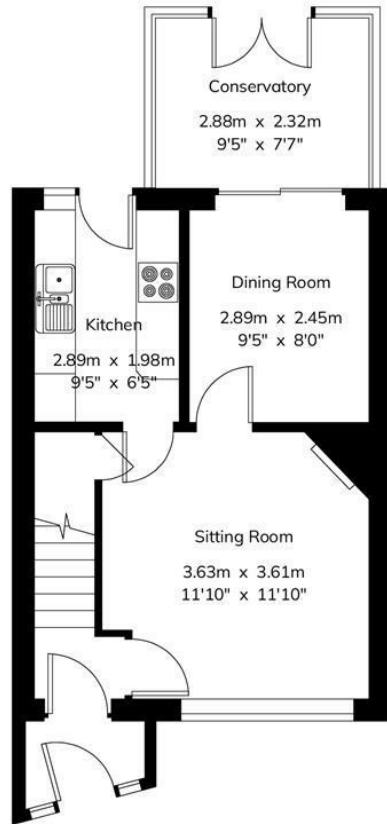 Conservatory
2.88m x 2.32m
9'5" x 7'7"
Dining Room
2.89m x 2.45m
9'5" x 8'0"
Kitchen
2.89m x 1.98m
9'5" x 6'5"
Sitting Room
3.63m x 3.61m
11'10" x 11'10"